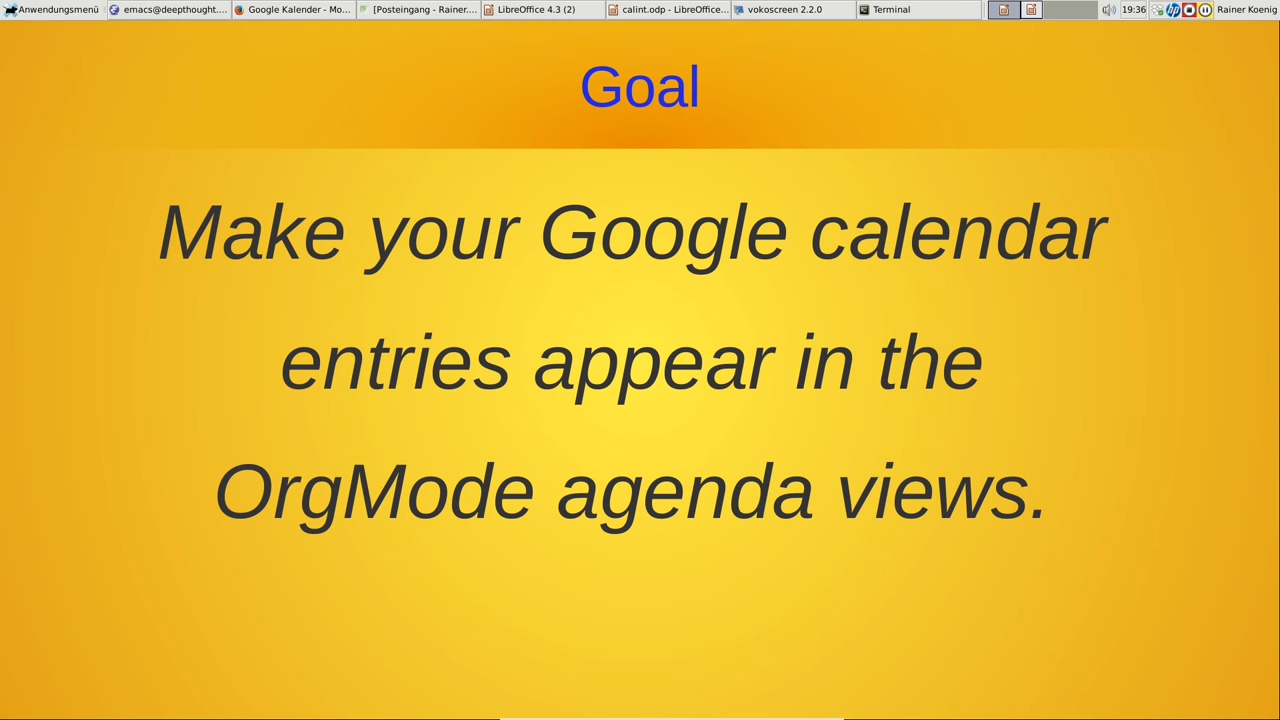 Anwendungsmenü emacs@deepthought.... Google Kalender - Mo... [Posteingang - Rainer.... LibreOffice 4.3 (2) calint.odp - LibreOffice... vokoscreen 2.2.0 Terminal 19:36 hp Rainer Koenig
Goal
Make your Google calendar
entries appear in the
OrgMode agenda views.